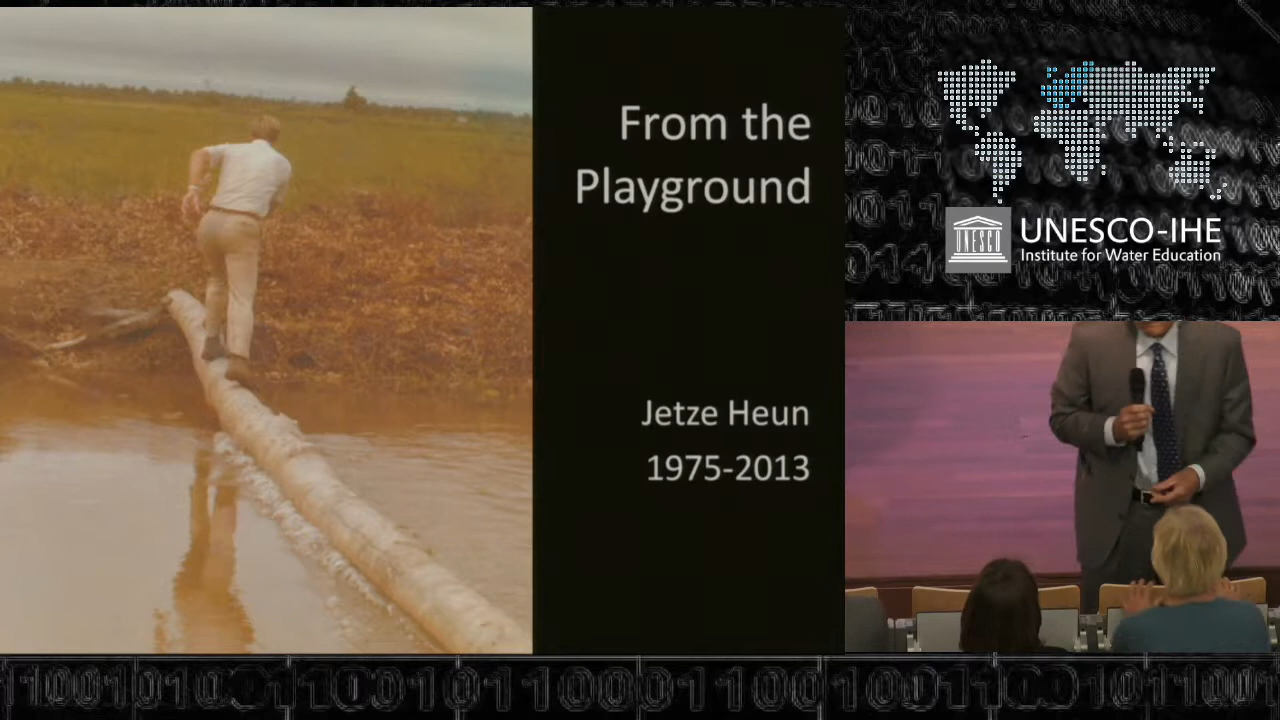 From the
Playground
Jetze Heun
1975-2013
UNESCO
UNESCO-IHE
Institute for Water Education